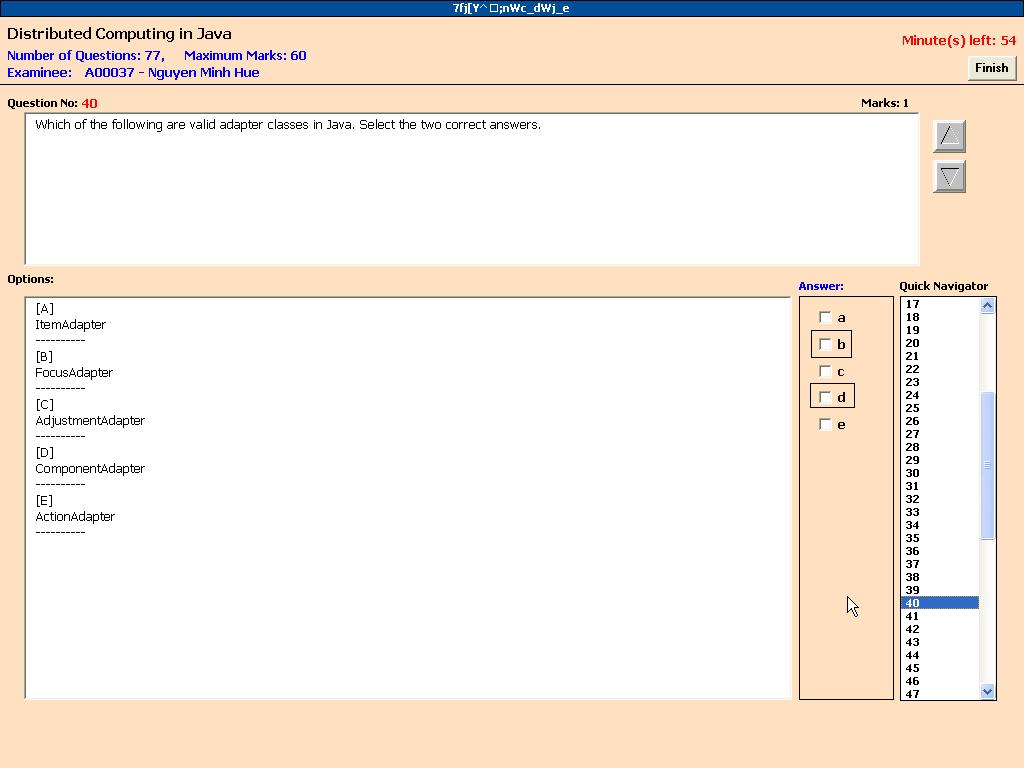 7fj[Y^ □;nWc_dWj_e
Distributed Computing in Java
Number of Questions: 77, Maximum Marks: 60
Minute(s) left: 54
Examinee: A00037 - Nguyen Minh Hue
Finish
Question No: 40
Marks: 1
Which of the following are valid adapter classes in Java. Select the two correct answers.
Options:
Answer:
Quick Navigator
[A]
ItemAdapter
----------
[B]
FocusAdapter
----------
[C]
AdjustmentAdapter
----------
[D]
ComponentAdapter
----------
[E]
ActionAdapter
----------
a
b
c
d
e
17
18
19
20
21
22
23
24
25
26
27
28
29
30
31
32
33
34
35
36
37
38
39
40
41
42
43
44
45
46
47